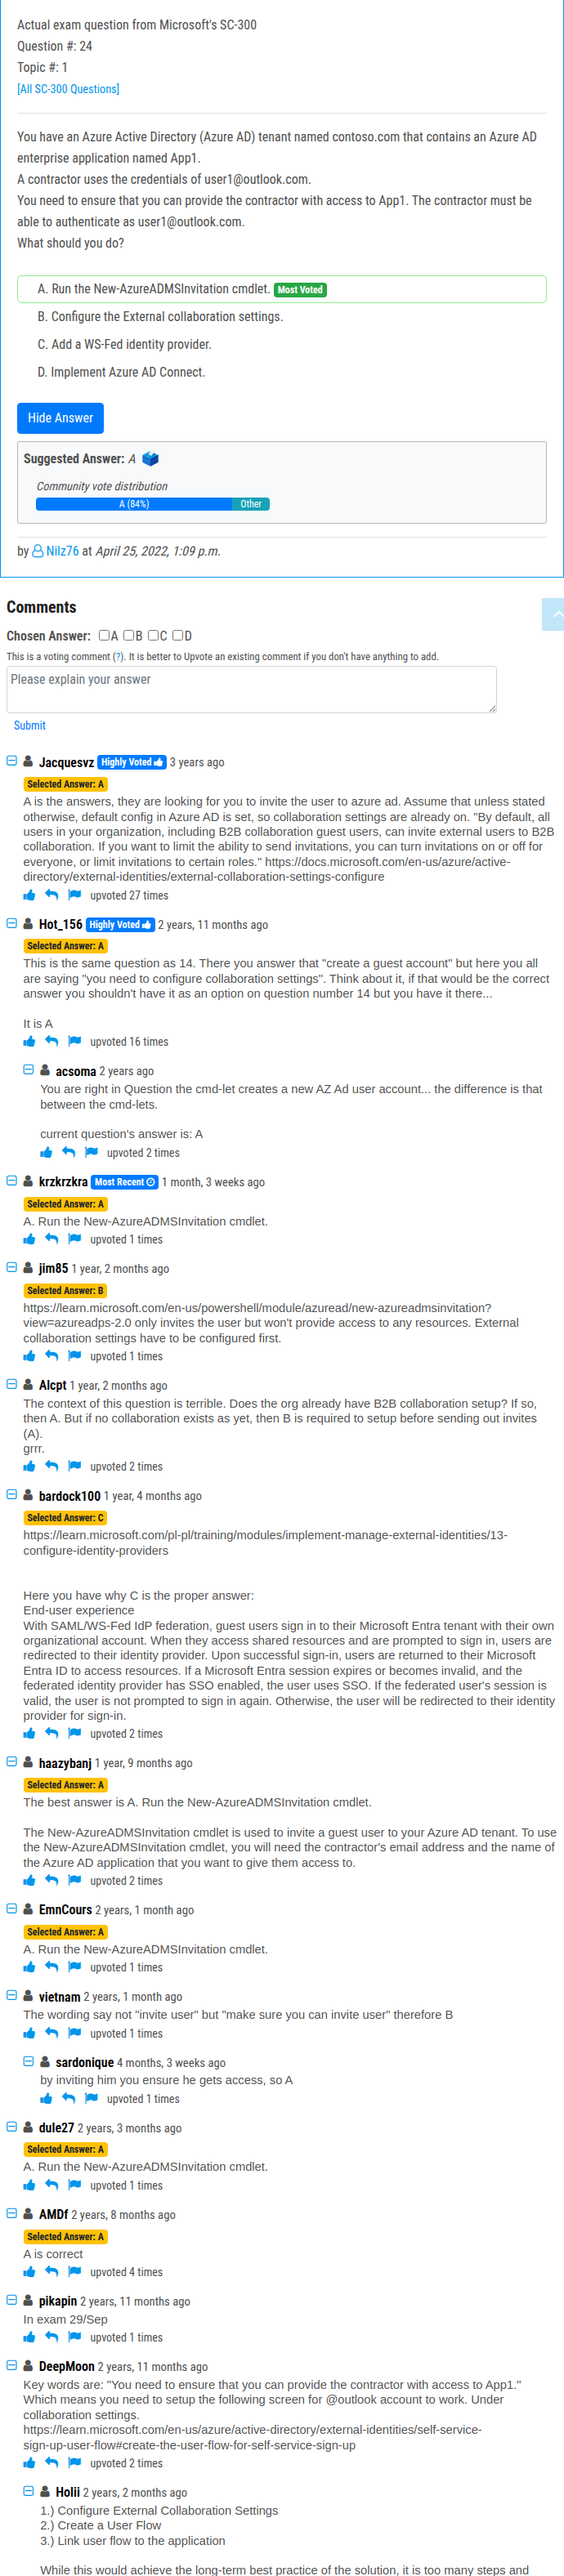 Actual exam question from Microsoft's SC-300
Question #: 24
Topic #: 1
[All SC-300 Questions]
You have an Azure Active Directory (Azure AD) tenant named contoso.com that contains an Azure AD
enterprise application named App1.
A contractor uses the credentials of user1@outlook.com.
You need to ensure that you can provide the contractor with access to App1. The contractor must be
able to authenticate as user1@outlook.com.
What should you do?
A. Run the New-AzureADMSInvitation cmdlet. Most Voted
B. Configure the External collaboration settings.
C. Add a WS-Fed identity provider.
D. Implement Azure AD Connect.
Hide Answer
Suggested Answer: A
Community vote distribution
A (84%) Other
by Nilz76 at April 25, 2022, 1:09 p.m.
Comments
Chosen Answer: A B C D
This is a voting comment (?). It is better to Upvote an existing comment if you don't have anything to add.
Please explain your answer
Submit
Jacquesvz Highly Voted 3 years ago
Selected Answer: A
A is the answers, they are looking for you to invite the user to azure ad. Assume that unless stated
otherwise, default config in Azure AD is set, so collaboration settings are already on. "By default, all
users in your organization, including B2B collaboration guest users, can invite external users to B2B
collaboration. If you want to limit the ability to send invitations, you can turn invitations on or off for
everyone, or limit invitations to certain roles." https://docs.microsoft.com/en-us/azure/active-
directory/external-identities/external-collaboration-settings-configure
upvoted 27 times
Hot_156 Highly Voted 2 years, 11 months ago
Selected Answer: A
This is the same question as 14. There you answer that "create a guest account" but here you all
are saying "you need to configure collaboration settings". Think about it, if that would be the correct
answer you shouldn't have it as an option on question number 14 but you have it there...
It is A
upvoted 16 times
acsoma 2 years ago
You are right in Question the cmd-let creates a new AZ Ad user account... the difference is that
between the cmd-lets.
current question's answer is: A
upvoted 2 times
krzkrzkra Most Recent 1 month, 3 weeks ago
Selected Answer: A
A. Run the New-AzureADMSInvitation cmdlet.
upvoted 1 times
jim85 1 year, 2 months ago
Selected Answer: B
https://learn.microsoft.com/en-us/powershell/module/azuread/new-azureadmsinvitation?
view=azureadps-2.0 only invites the user but won't provide access to any resources. External
collaboration settings have to be configured first.
upvoted 1 times
Alcpt 1 year, 2 months ago
The context of this question is terrible. Does the org already have B2B collaboration setup? If so,
then A. But if no collaboration exists as yet, then B is required to setup before sending out invites
(A).
grrr.
upvoted 2 times
bardock100 1 year, 4 months ago
Selected Answer: C
https://learn.microsoft.com/pl-pl/training/modules/implement-manage-external-identities/13-
configure-identity-providers
Here you have why C is the proper answer:
End-user experience
With SAML/WS-Fed IdP federation, guest users sign in to their Microsoft Entra tenant with their own
organizational account. When they access shared resources and are prompted to sign in, users are
redirected to their identity provider. Upon successful sign-in, users are returned to their Microsoft
Entra ID to access resources. If a Microsoft Entra session expires or becomes invalid, and the
federated identity provider has SSO enabled, the user uses SSO. If the federated user's session is
valid, the user is not prompted to sign in again. Otherwise, the user will be redirected to their identity
provider for sign-in.
upvoted 2 times
haazybanj 1 year, 9 months ago
Selected Answer: A
The best answer is A. Run the New-AzureADMSInvitation cmdlet.
The New-AzureADMSInvitation cmdlet is used to invite a guest user to your Azure AD tenant. To use
the New-AzureADMSInvitation cmdlet, you will need the contractor's email address and the name of
the Azure AD application that you want to give them access to.
upvoted 2 times
EmnCours 2 years, 1 month ago
Selected Answer: A
A. Run the New-AzureADMSInvitation cmdlet.
upvoted 1 times
vietnam 2 years, 1 month ago
The wording say not "invite user" but "make sure you can invite user" therefore B
upvoted 1 times
sardonique 4 months, 3 weeks ago
by inviting him you ensure he gets access, so A
upvoted 1 times
dule27 2 years, 3 months ago
Selected Answer: A
A. Run the New-AzureADMSInvitation cmdlet.
upvoted 1 times
AMDf 2 years, 8 months ago
Selected Answer: A
A is correct
upvoted 4 times
pikapin 2 years, 11 months ago
In exam 29/Sep
upvoted 1 times
DeepMoon 2 years, 11 months ago
Key words are: "You need to ensure that you can provide the contractor with access to App1."
Which means you need to setup the following screen for @outlook account to work. Under
collaboration settings.
https://learn.microsoft.com/en-us/azure/active-directory/external-identities/self-service-
sign-up-user-flow#create-the-user-flow-for-self-service-sign-up
upvoted 2 times
Holii 2 years, 2 months ago
1.) Configure External Collaboration Settings
2.) Create a User Flow
3.) Link user flow to the application
While this would achieve the long-term best practice of the solution, it is too many steps and